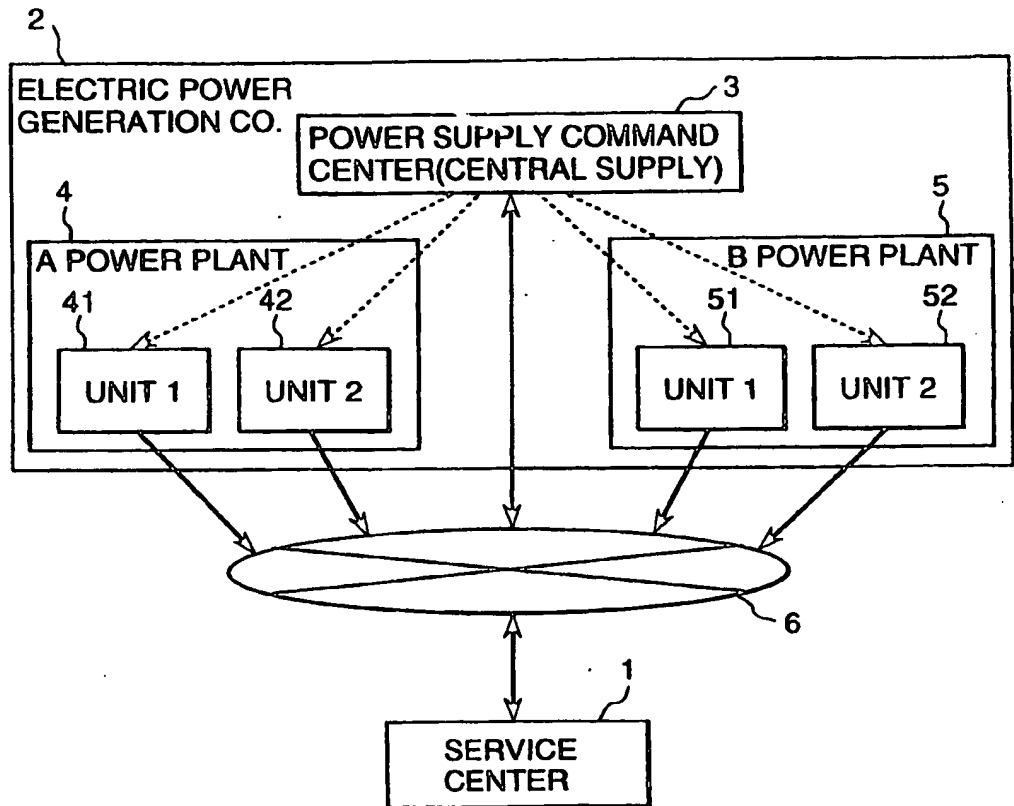 2
ELECTRIC POWER
GENERATION CO.
3
POWER SUPPLY COMMAND
CENTER(CENTRAL SUPPLY)
4
A POWER PLANT
41
42
UNIT 1
UNIT 2
5
B POWER PLANT
51
52
UNIT 1
UNIT 2
6
1
SERVICE
CENTER